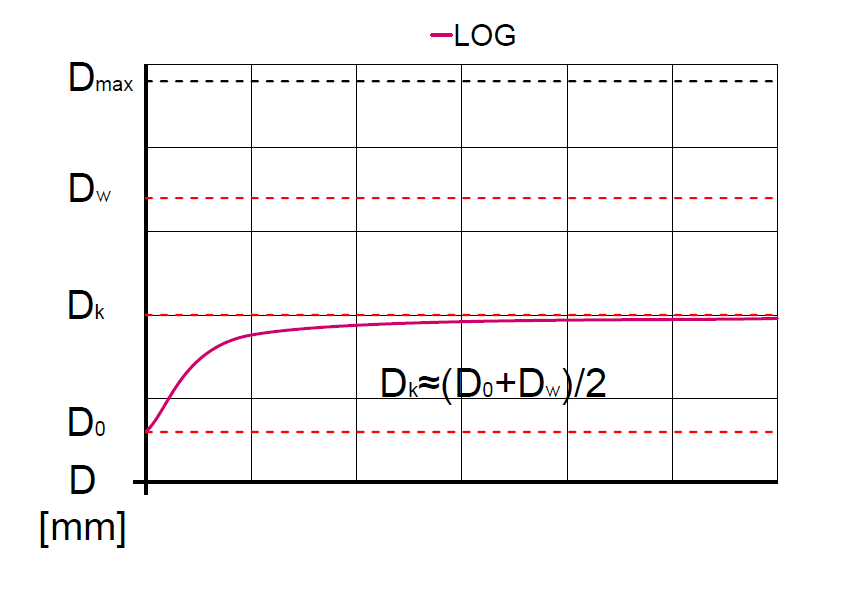 LOG
Dmax
Dw
Dk
Dk≈(D0+Dw)/2
D0
D
[mm]